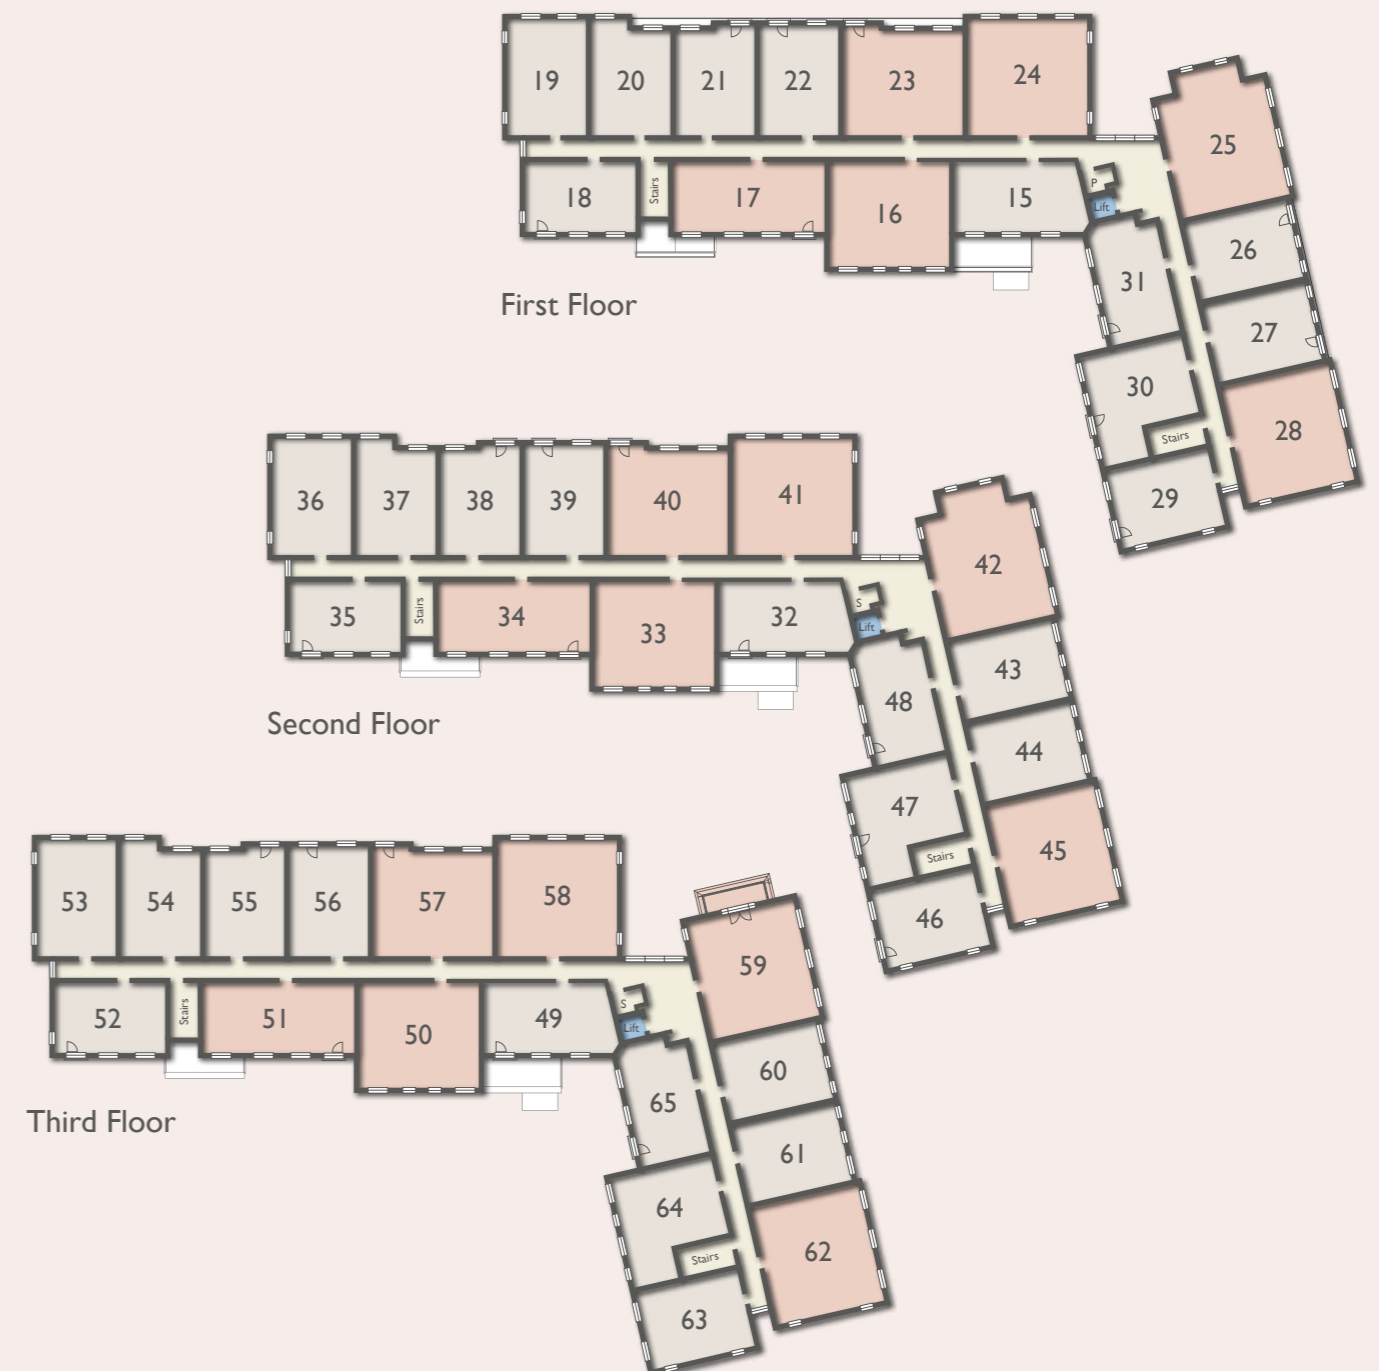 19 20 21 22 23 24
25
18 Stairs 17 16 15 P
Lift
26
31
27
First Floor
30
28
Stairs
29
36 37 38 39 40 41
42
35 Stairs 34 33 32 S
Lift
43
48
44
Second Floor
47
45
Stairs
46
53 54 55 56 57 58
59
52 Stairs 51 50 49 S
Lift
60
65
61
Third Floor
64
62
Stairs
63